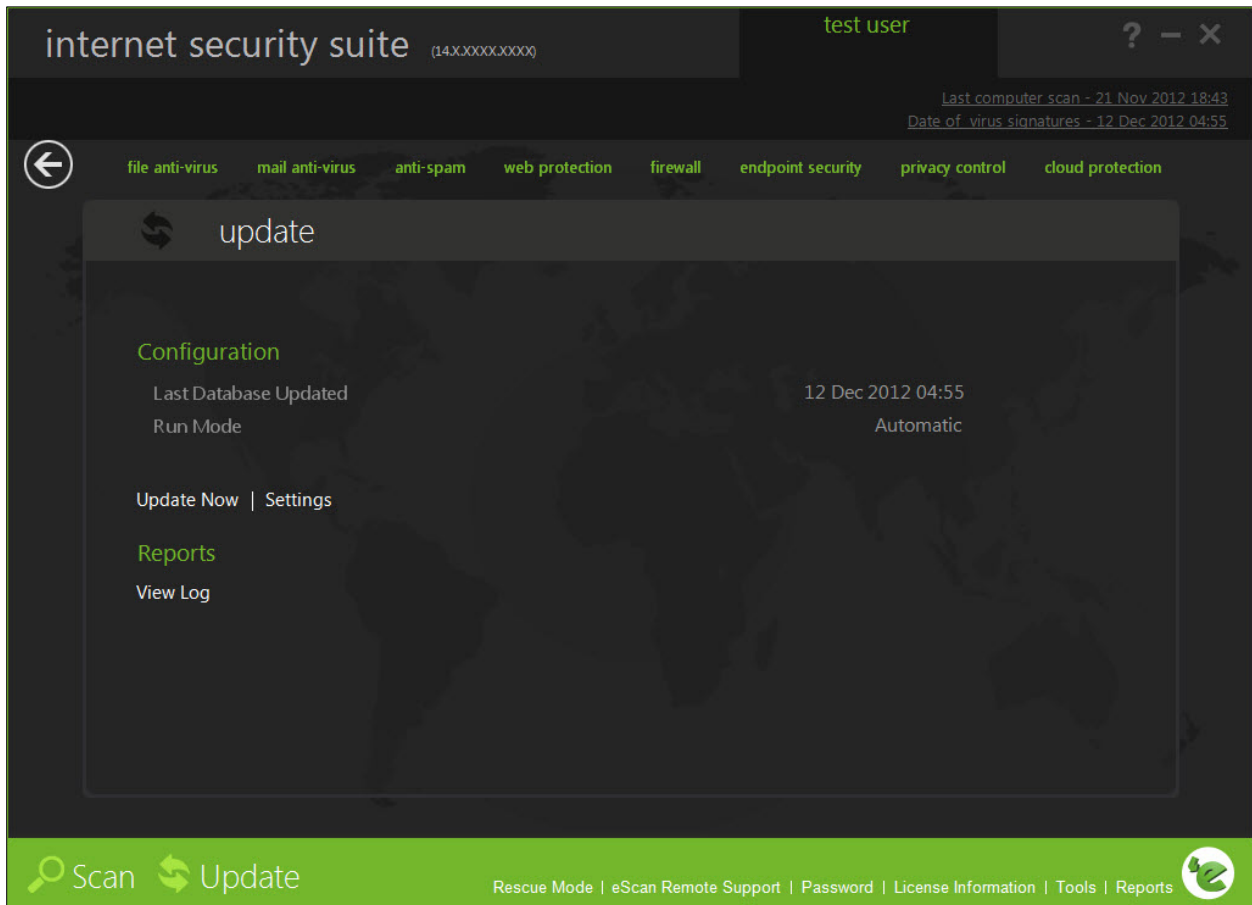 internet security suite (14.X.XXXX.XXXX)
test user
? – ×
Last computer scan - 21 Nov 2012 18:43
Date of virus signatures - 12 Dec 2012 04:55
file anti-virus mail anti-virus anti-spam web protection firewall endpoint security privacy control cloud protection
update
Configuration
Last Database Updated 12 Dec 2012 04:55
Run Mode Automatic
Update Now | Settings
Reports
View Log
Scan Update
Rescue Mode | eScan Remote Support | Password | License Information | Tools | Reports